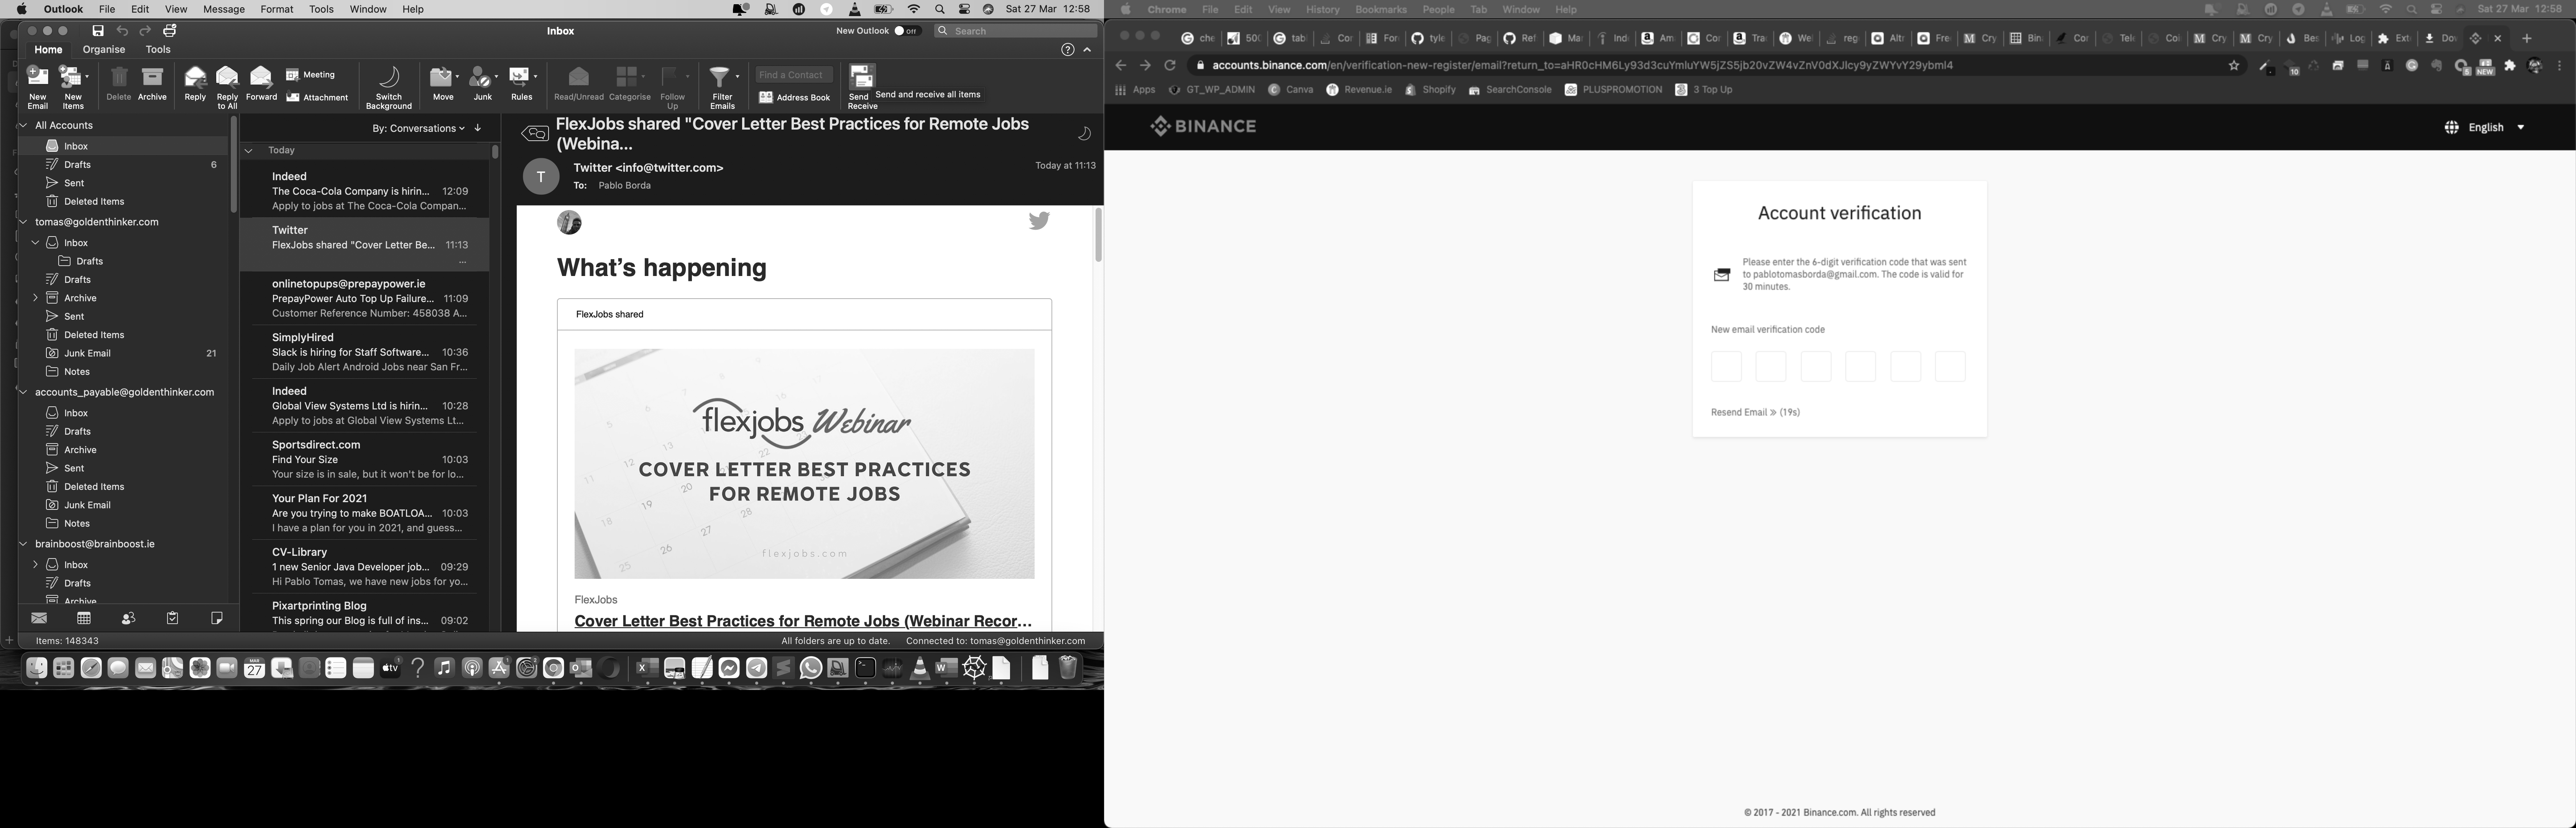 Outlook File Edit View Message Format Tools Window Help Sat 27 Mar 12:58
Inbox
New Outlook off
Search
Home Organise Tools
New Email
New Items
Delete
Archive
Reply
Reply to All
Forward
Meeting
Attachment
Switch Background
Move
Junk
Rules
Read/Unread
Categorise
Follow Up
Filter Emails
Find a Contact
Address Book
Send Receive
Send and receive all items
All Accounts
Inbox
Drafts 6
Sent
Deleted Items
tomas@goldenthinker.com
Inbox
Drafts
Drafts
Archive
Sent
Deleted Items
Junk Email 21
Notes
accounts_payable@goldenthinker.com
Inbox
Drafts
Archive
Sent
Deleted Items
Junk Email
Notes
brainboost@brainboost.ie
Inbox
Drafts
Archive
Items: 148343
By: Conversations
Today
Indeed
The Coca-Cola Company is hirin... 12:09
Apply to jobs at The Coca-Cola Compan...
Twitter
FlexJobs shared "Cover Letter Be... 11:13
...
onlinetopups@prepaypower.ie
PrepayPower Auto Top Up Failure... 11:09
Customer Reference Number: 458038 A...
SimplyHired
Slack is hiring for Staff Software... 10:36
Daily Job Alert Android Jobs near San Fr...
Indeed
Global View Systems Ltd is hirin... 10:28
Apply to jobs at Global View Systems Lt...
Sportsdirect.com
Find Your Size 10:03
Your size is in sale, but it won't be for lo...
Your Plan For 2021
Are you trying to make BOATLOA... 10:03
I have a plan for you in 2021, and guess...
CV-Library
1 new Senior Java Developer job... 09:29
Hi Pablo Tomas, we have new jobs for yo...
Pixartprinting Blog
This spring our Blog is full of ins... 09:02
FlexJobs shared "Cover Letter Best Practices for Remote Jobs
(Webina...
T
Twitter <info@twitter.com>
Today at 11:13
To: Pablo Borda
What's happening
FlexJobs shared
flexjobs Webinar
COVER LETTER BEST PRACTICES
FOR REMOTE JOBS
flexjobs.com
FlexJobs
Cover Letter Best Practices for Remote Jobs (Webinar Recor...
All folders are up to date. Connected to: tomas@goldenthinker.com
MAR
27
tv
Chrome File Edit View History Bookmarks People Tab Window Help Sat 27 Mar 12:58
accounts.binance.com/en/verification-new-register/email?return_to=aHR0cHM6Ly93d3cuYmluYW5jZS5jb20vZW4vZnV0dXJlcy9yZWYvY29ybml4
Apps GT_WP_ADMIN Canva Revenue.ie Shopify SearchConsole PLUSPROMOTION 3 Top Up
BINANCE
English
Account verification
Please enter the 6-digit verification code that was sent
to pablotomasborda@gmail.com. The code is valid for
30 minutes.
New email verification code
Resend Email » (19s)
© 2017 - 2021 Binance.com. All rights reserved